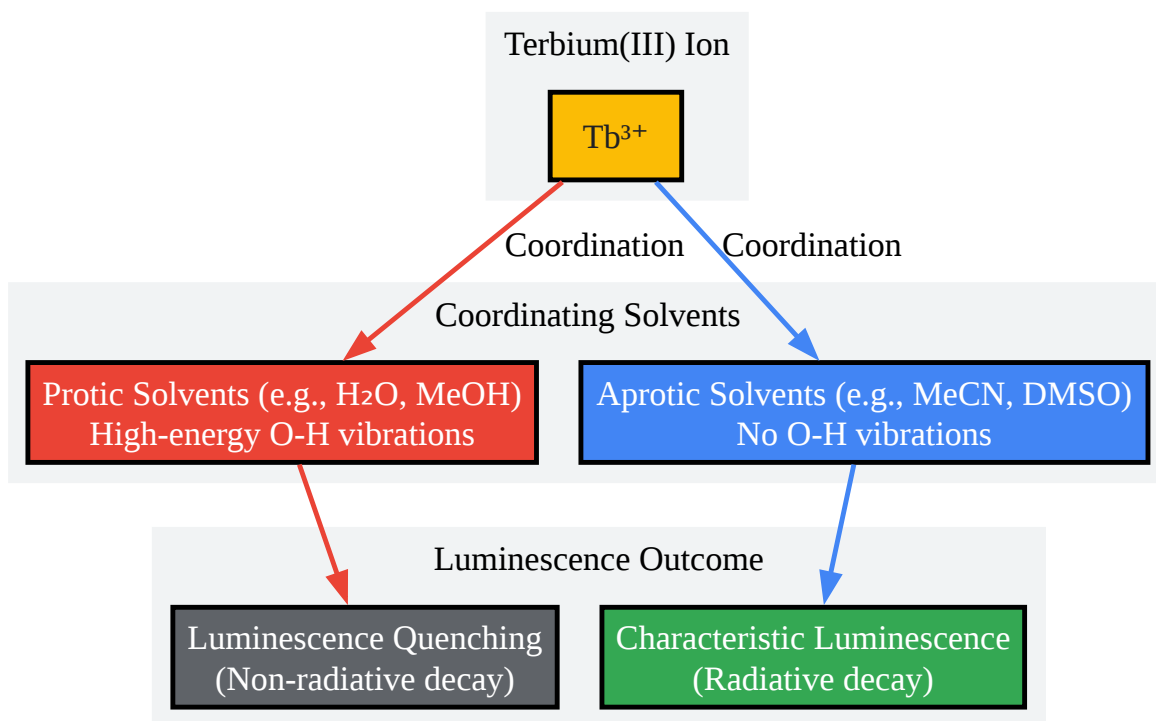 Terbium(III) Ion
Tb³⁺
Coordination
Coordination
Coordinating Solvents
Protic Solvents (e.g., H₂O, MeOH)
High-energy O-H vibrations
Aprotic Solvents (e.g., MeCN, DMSO)
No O-H vibrations
Luminescence Outcome
Luminescence Quenching
(Non-radiative decay)
Characteristic Luminescence
(Radiative decay)